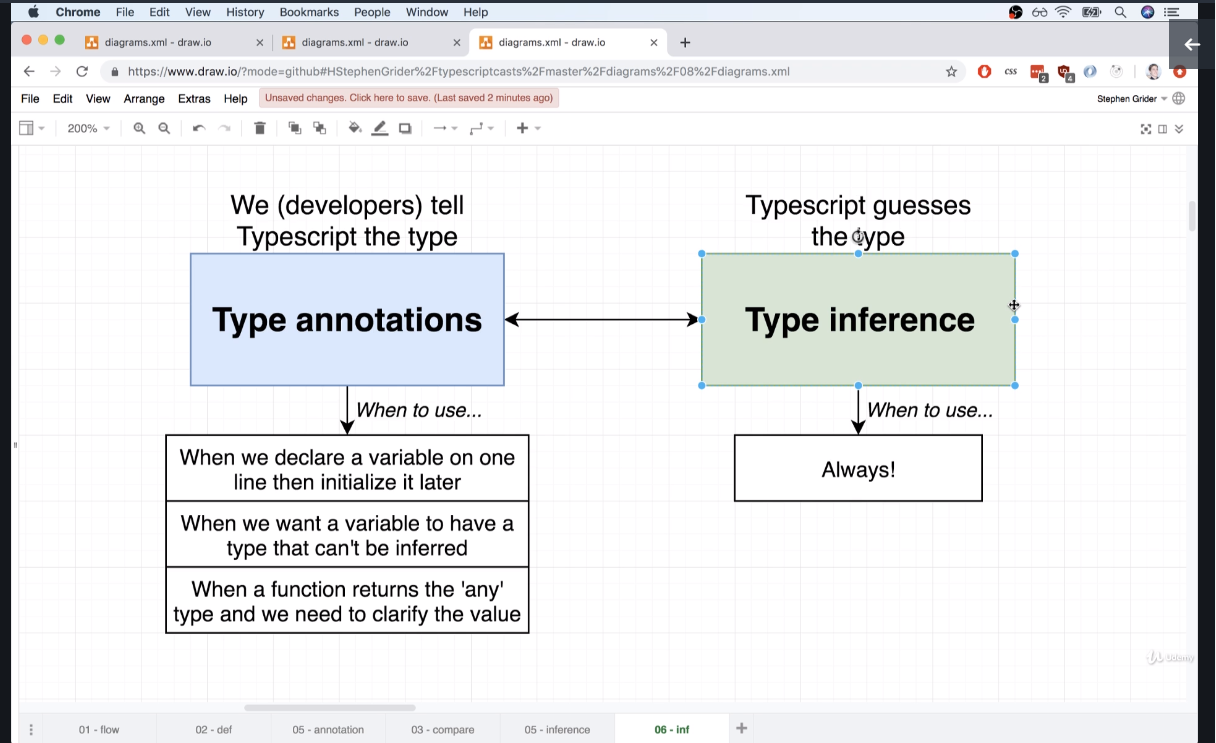 Chrome File Edit View History Bookmarks People Window Help
diagrams.xml - draw.io
diagrams.xml - draw.io
diagrams.xml - draw.io
https://www.draw.io/?mode=github#HStephenGrider%2Ftypescriptcasts%2Fmaster%2Fdiagrams%2F08%2Fdiagrams.xml
CSS
2
4
File Edit View Arrange Extras Help
Unsaved changes. Click here to save. (Last saved 2 minutes ago)
Stephen Grider
200%
We (developers) tell
Typescript the type
Type annotations
When to use...
When we declare a variable on one
line then initialize it later
When we want a variable to have a
type that can't be inferred
When a function returns the 'any'
type and we need to clarify the value
Typescript guesses
the type
Type inference
When to use...
Always!
Udemy
01 - flow
02 - def
05 - annotation
03 - compare
05 - inference
06 - inf